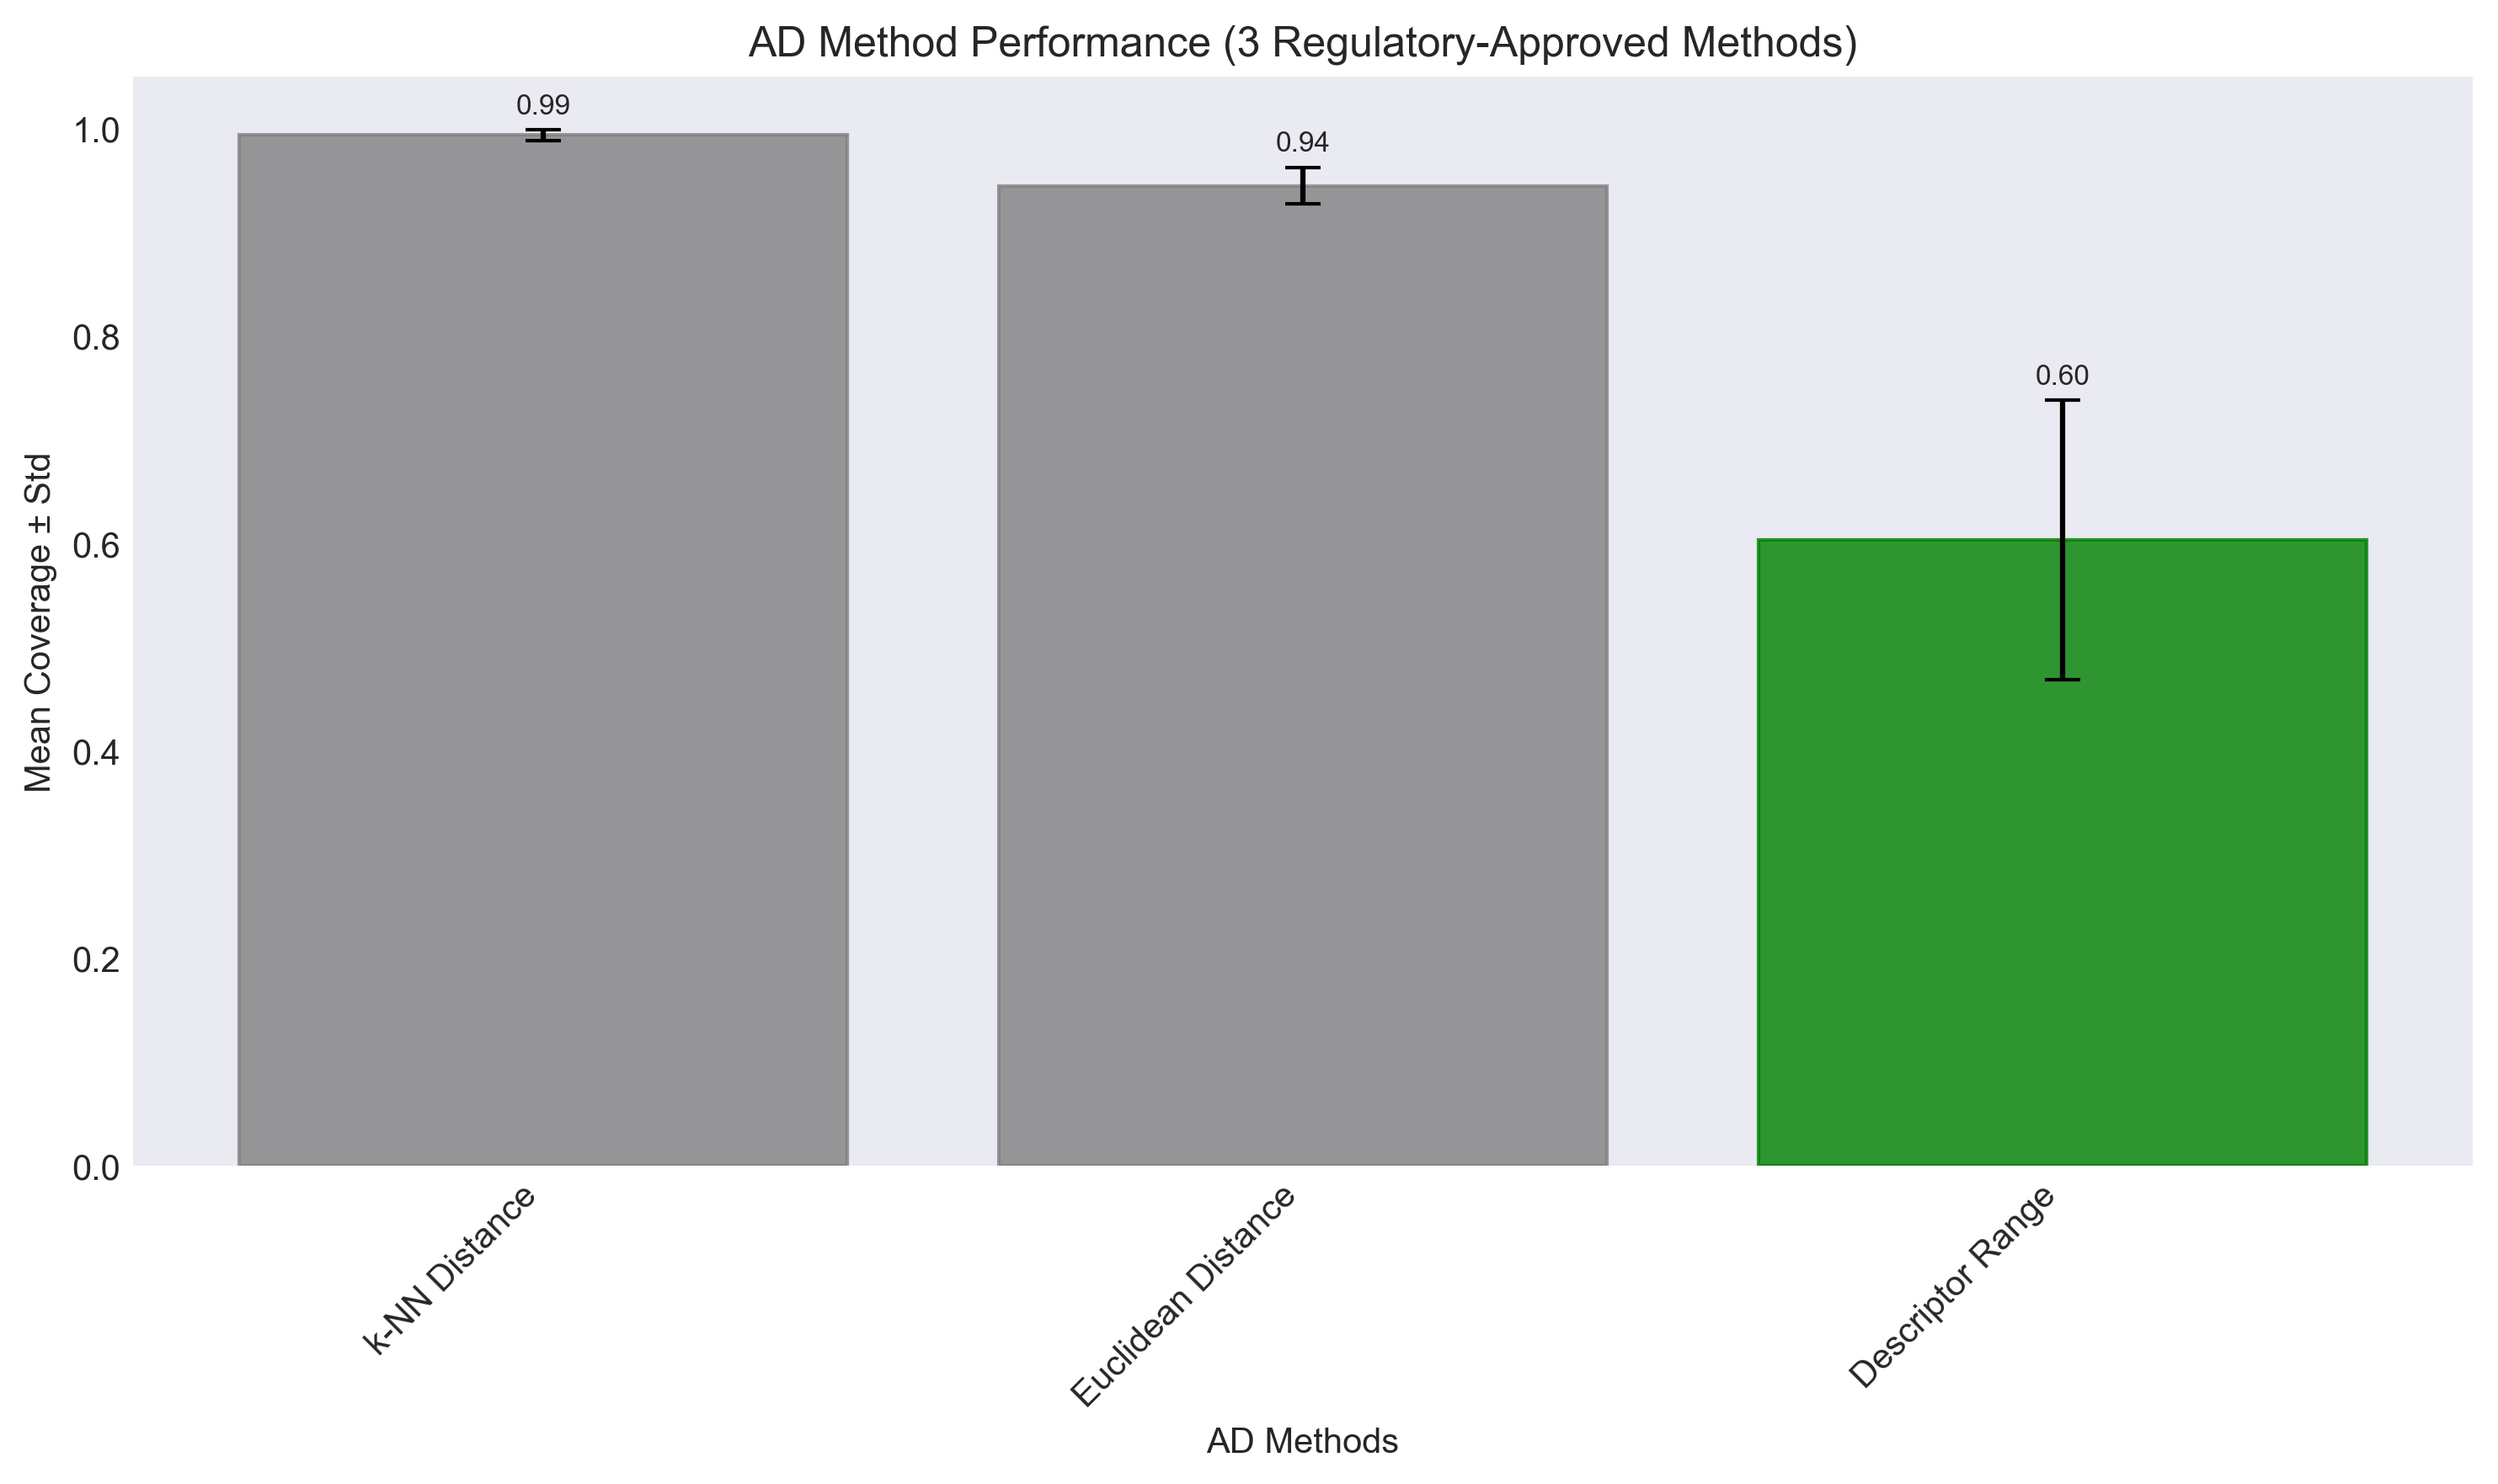 AD Method Performance (3 Regulatory-Approved Methods)
0.99
0.94
0.60
1.0
0.8
0.6
0.4
0.2
0.0
Mean Coverage ± Std
k-NN Distance
Euclidean Distance
Descriptor Range
AD Methods